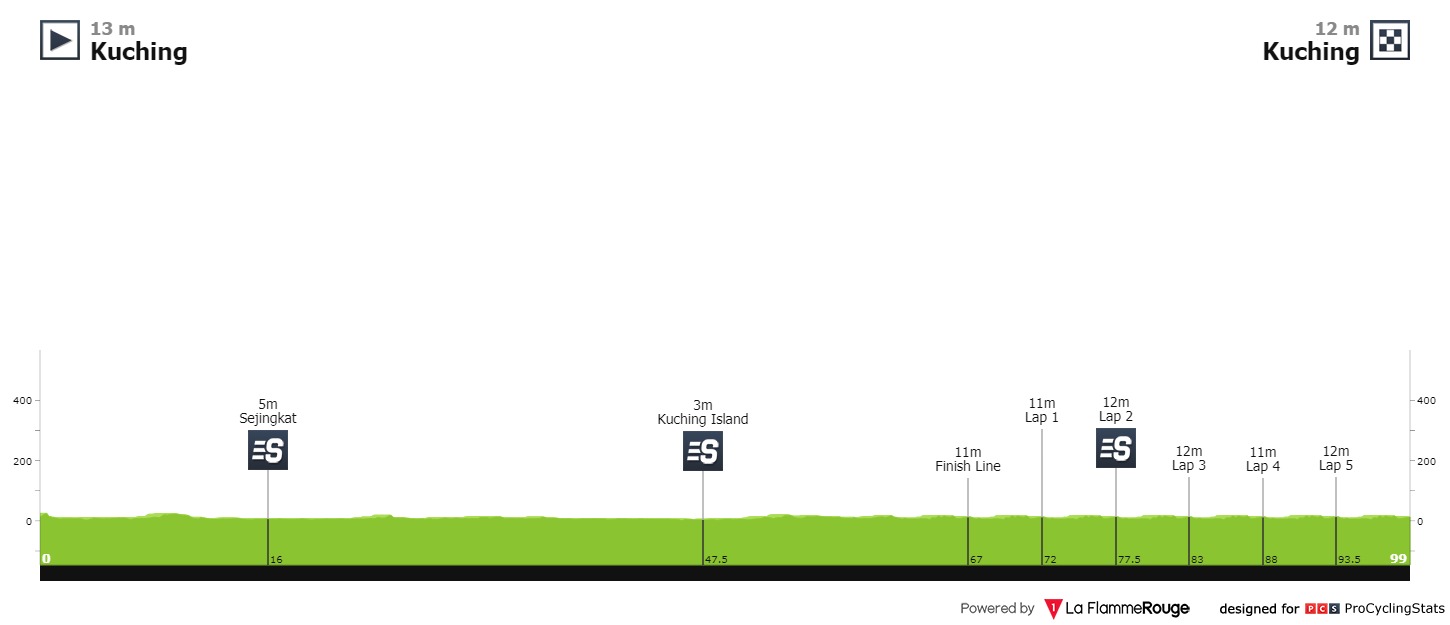 13 m
Kuching
12 m
Kuching
400
200
0
5m
Sejingkat
S
3m
Kuching Island
S
11m
Finish Line
11m
Lap 1
12m
Lap 2
S
12m
Lap 3
11m
Lap 4
12m
Lap 5
400
200
0
0
16
47.5
67
72
77.5
83
88
93.5
99
Powered by 1 La FlammeRouge designed for PCS ProCyclingStats